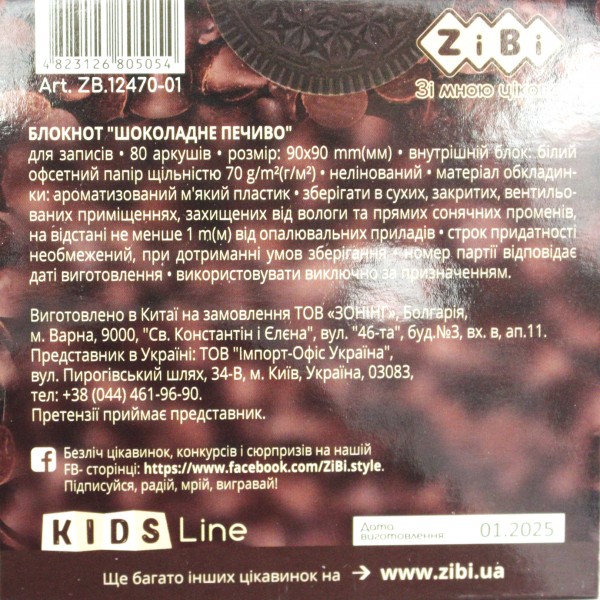 4823126 805054
Art. ZB.12470-01
ZiBi
Зі мною цікаво
БЛОКНОТ "ШОКОЛАДНЕ ПЕЧИВО"
для записів • 80 аркушів • розмір: 90x90 mm(мм) • внутрішній блок: білий
офсетний папір щільністю 70 g/m²(г/м²) • нелінований • матеріал обкладин-
ки: ароматизований м'який пластик • зберігати в сухих, закритих, вентильо-
ваних приміщеннях, захищених від вологи та прямих сонячних променів,
на відстані не менше 1 m(м) від опалювальних приладів • строк придатності
необмежений, при дотриманні умов зберігання • номер партії відповідає
даті виготовлення • використовувати виключно за призначенням.
Виготовлено в Китаї на замовлення ТОВ «ЗОНІНГ», Болгарія,
м. Варна, 9000, "Св. Константін і Єлєна", вул. "46-та", буд.№3, вх. в, ап.11.
Представник в Україні: ТОВ "Імпорт-Офіс Україна",
вул. Пирогівський шлях, 34-В, м. Київ, Україна, 03083,
тел: +38 (044) 461-96-90.
Претензії приймає представник.
Безліч цікавинок, конкурсів і сюрпризів на нашій
FB- сторінці: https://www.facebook.com/ZiBi.style.
Підписуйся, радій, мрій, вигравай!
KIDS Line
Дата
виготовлення
01.2025
Ще багато інших цікавинок на → www.zibi.ua